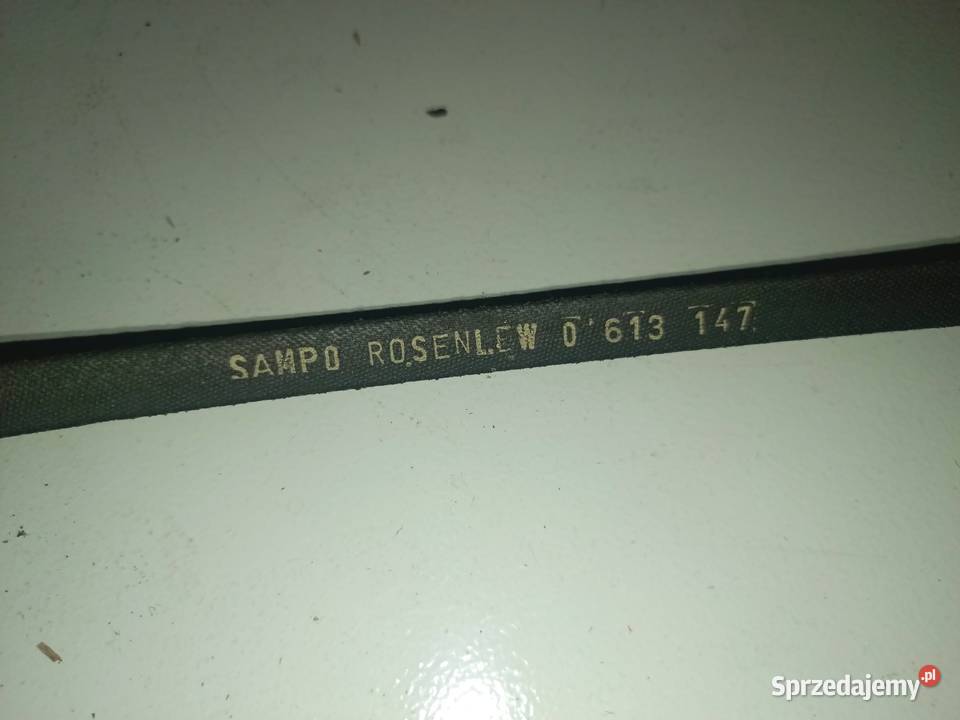 SAMPO ROSENLEW 0'613 147
Sprzedajemy.pl